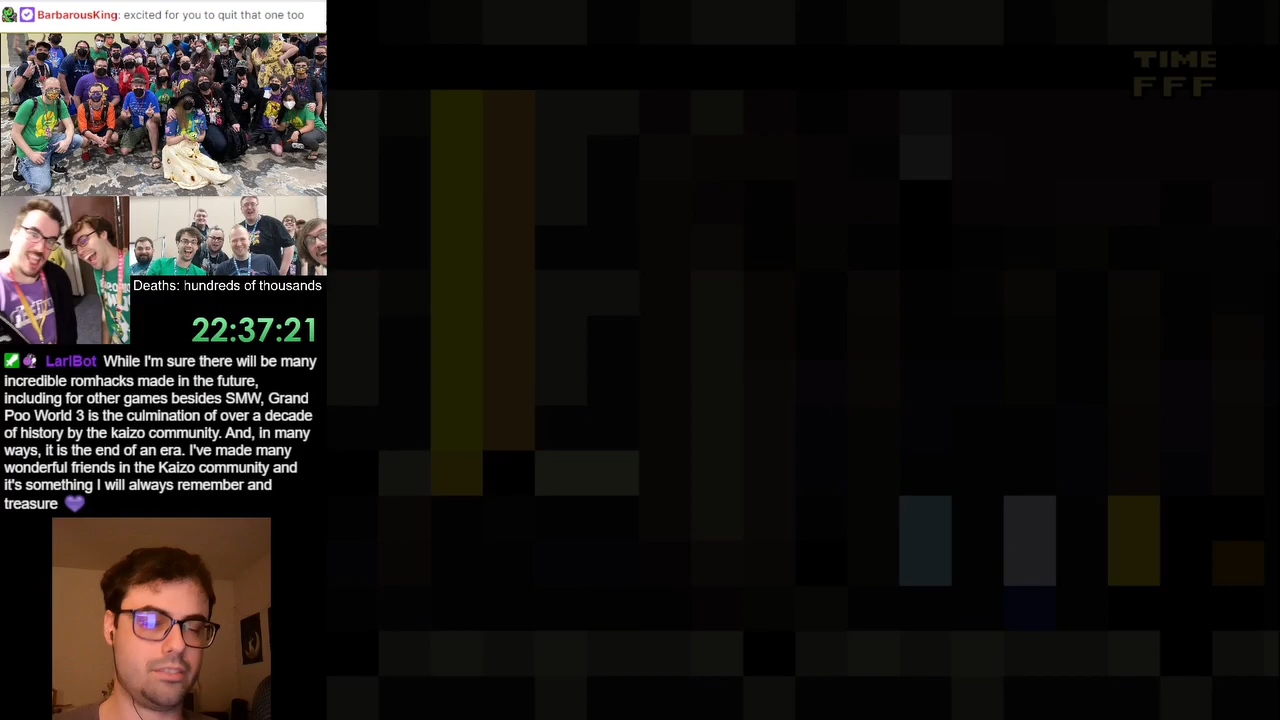 BarbarousKing: excited for you to quit that one too
TIME
FFF
Deaths: hundreds of thousands
22:37:21
LarlBot While I'm sure there will be many
incredible romhacks made in the future,
including for other games besides SMW, Grand
Poo World 3 is the culmination of over a decade
of history by the kaizo community. And, in many
ways, it is the end of an era. I've made many
wonderful friends in the Kaizo community and
it's something I will always remember and
treasure